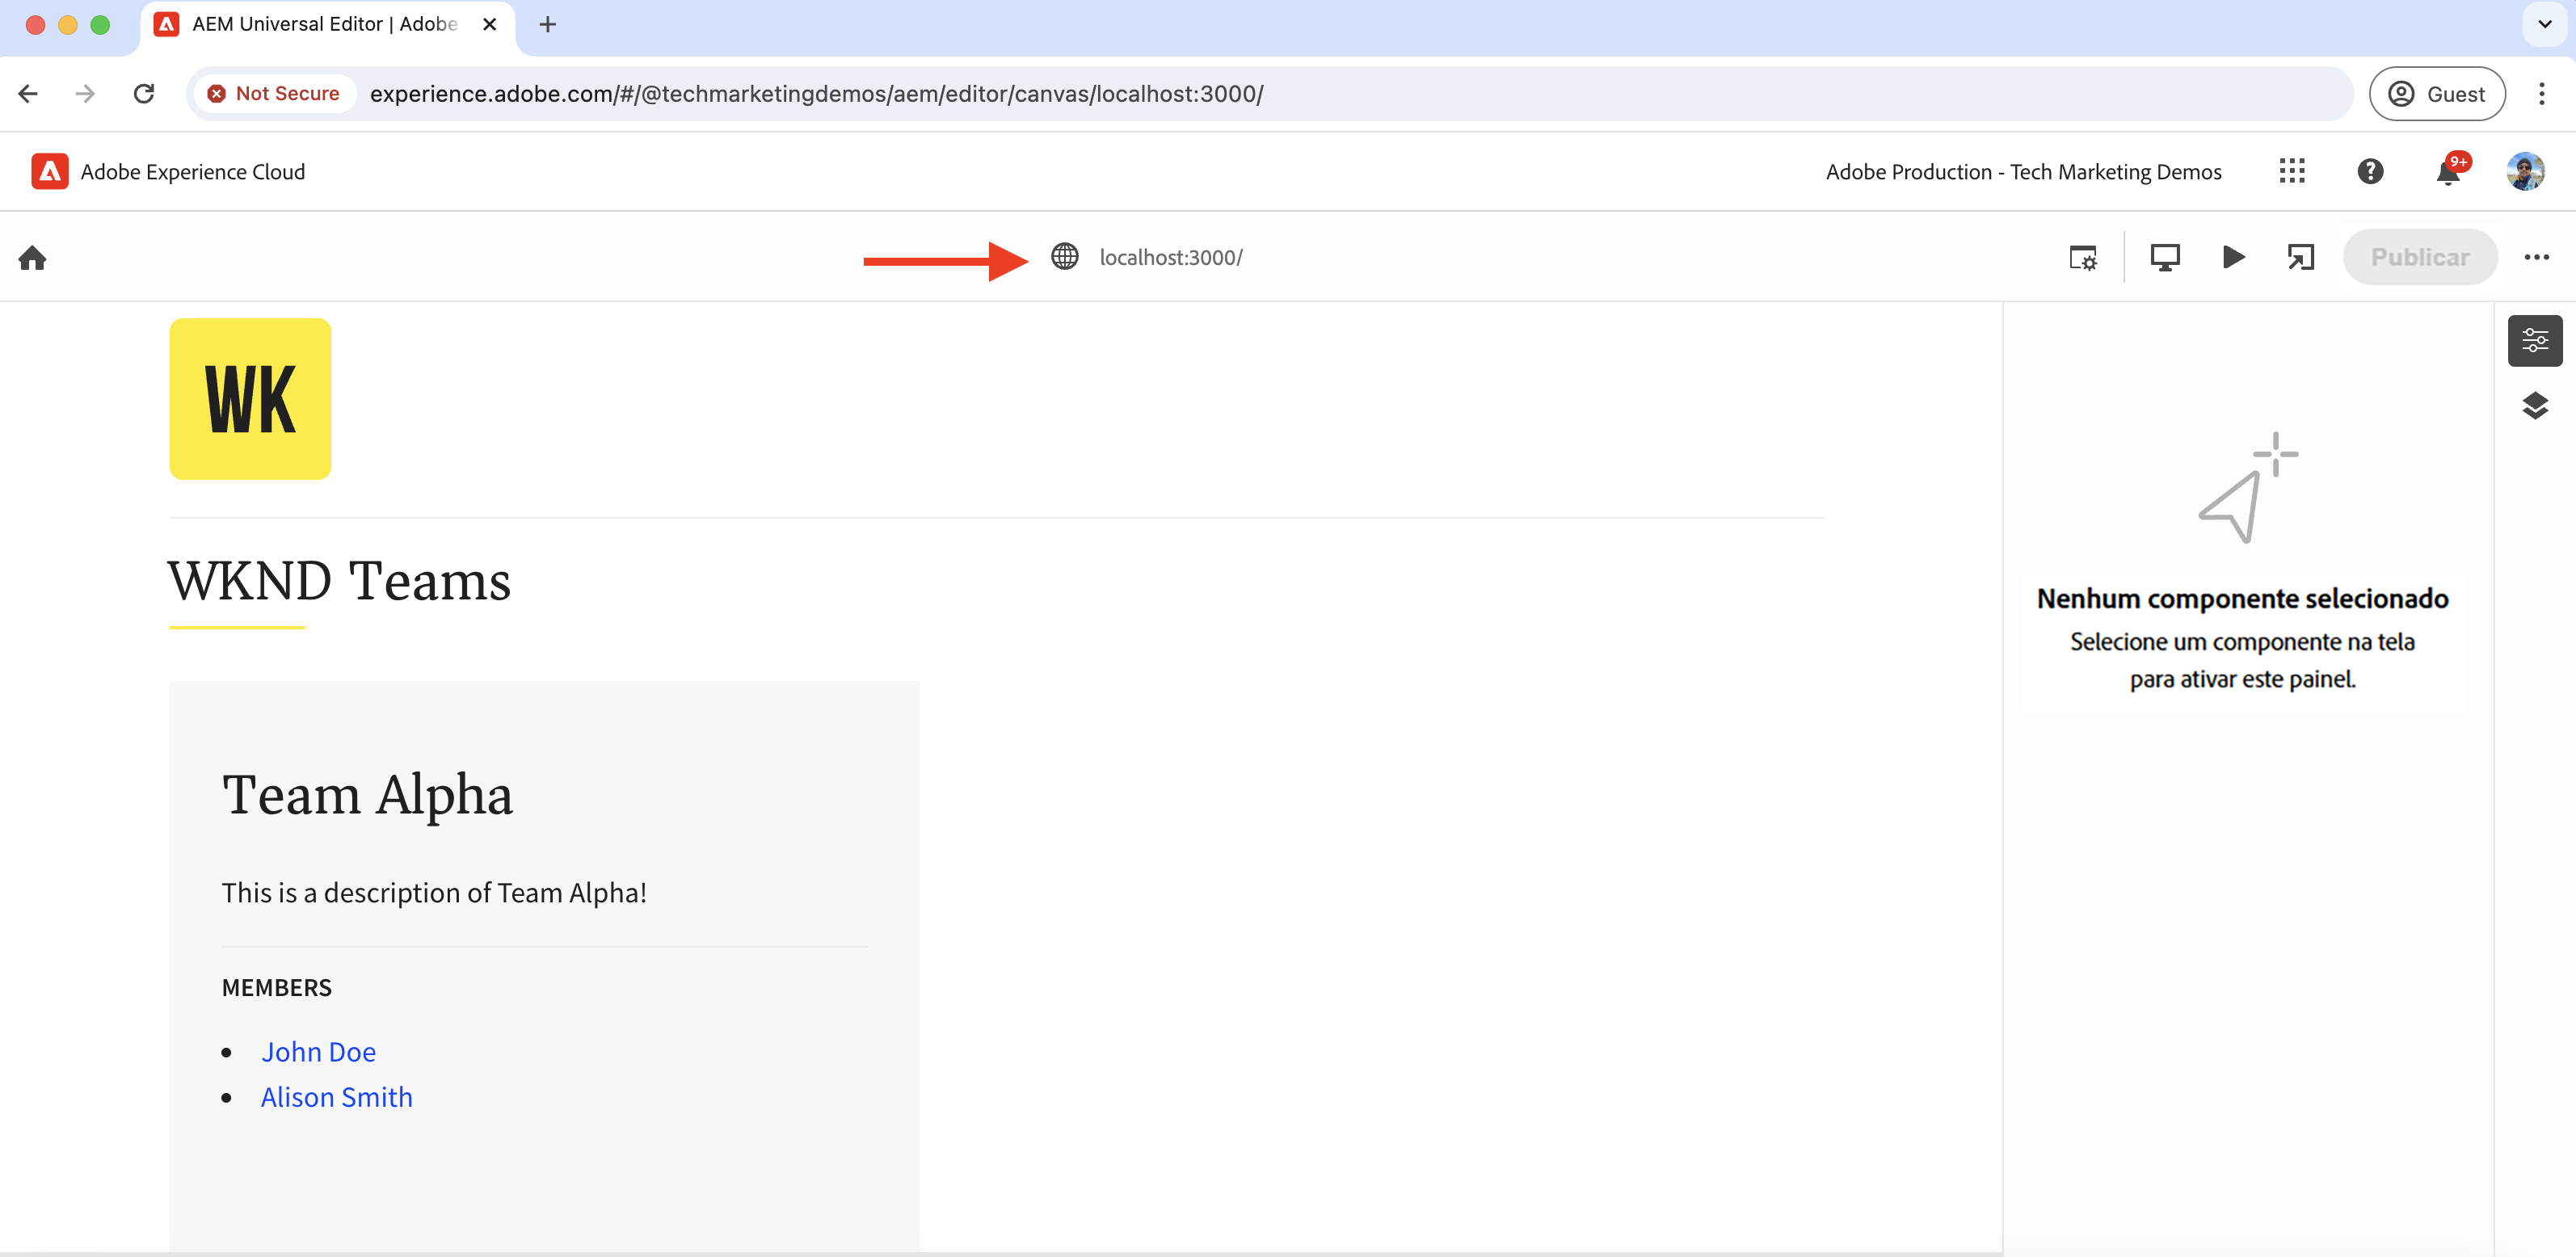 AEM Universal Editor | Adobe
Not Secure
experience.adobe.com/#/@techmarketingdemos/aem/editor/canvas/localhost:3000/
Guest
Adobe Experience Cloud
Adobe Production - Tech Marketing Demos
9+
localhost:3000/
Publicar
WK
WKND Teams
Nenhum componente selecionado
Selecione um componente na tela
para ativar este painel.
Team Alpha
This is a description of Team Alpha!
MEMBERS
John Doe
Alison Smith